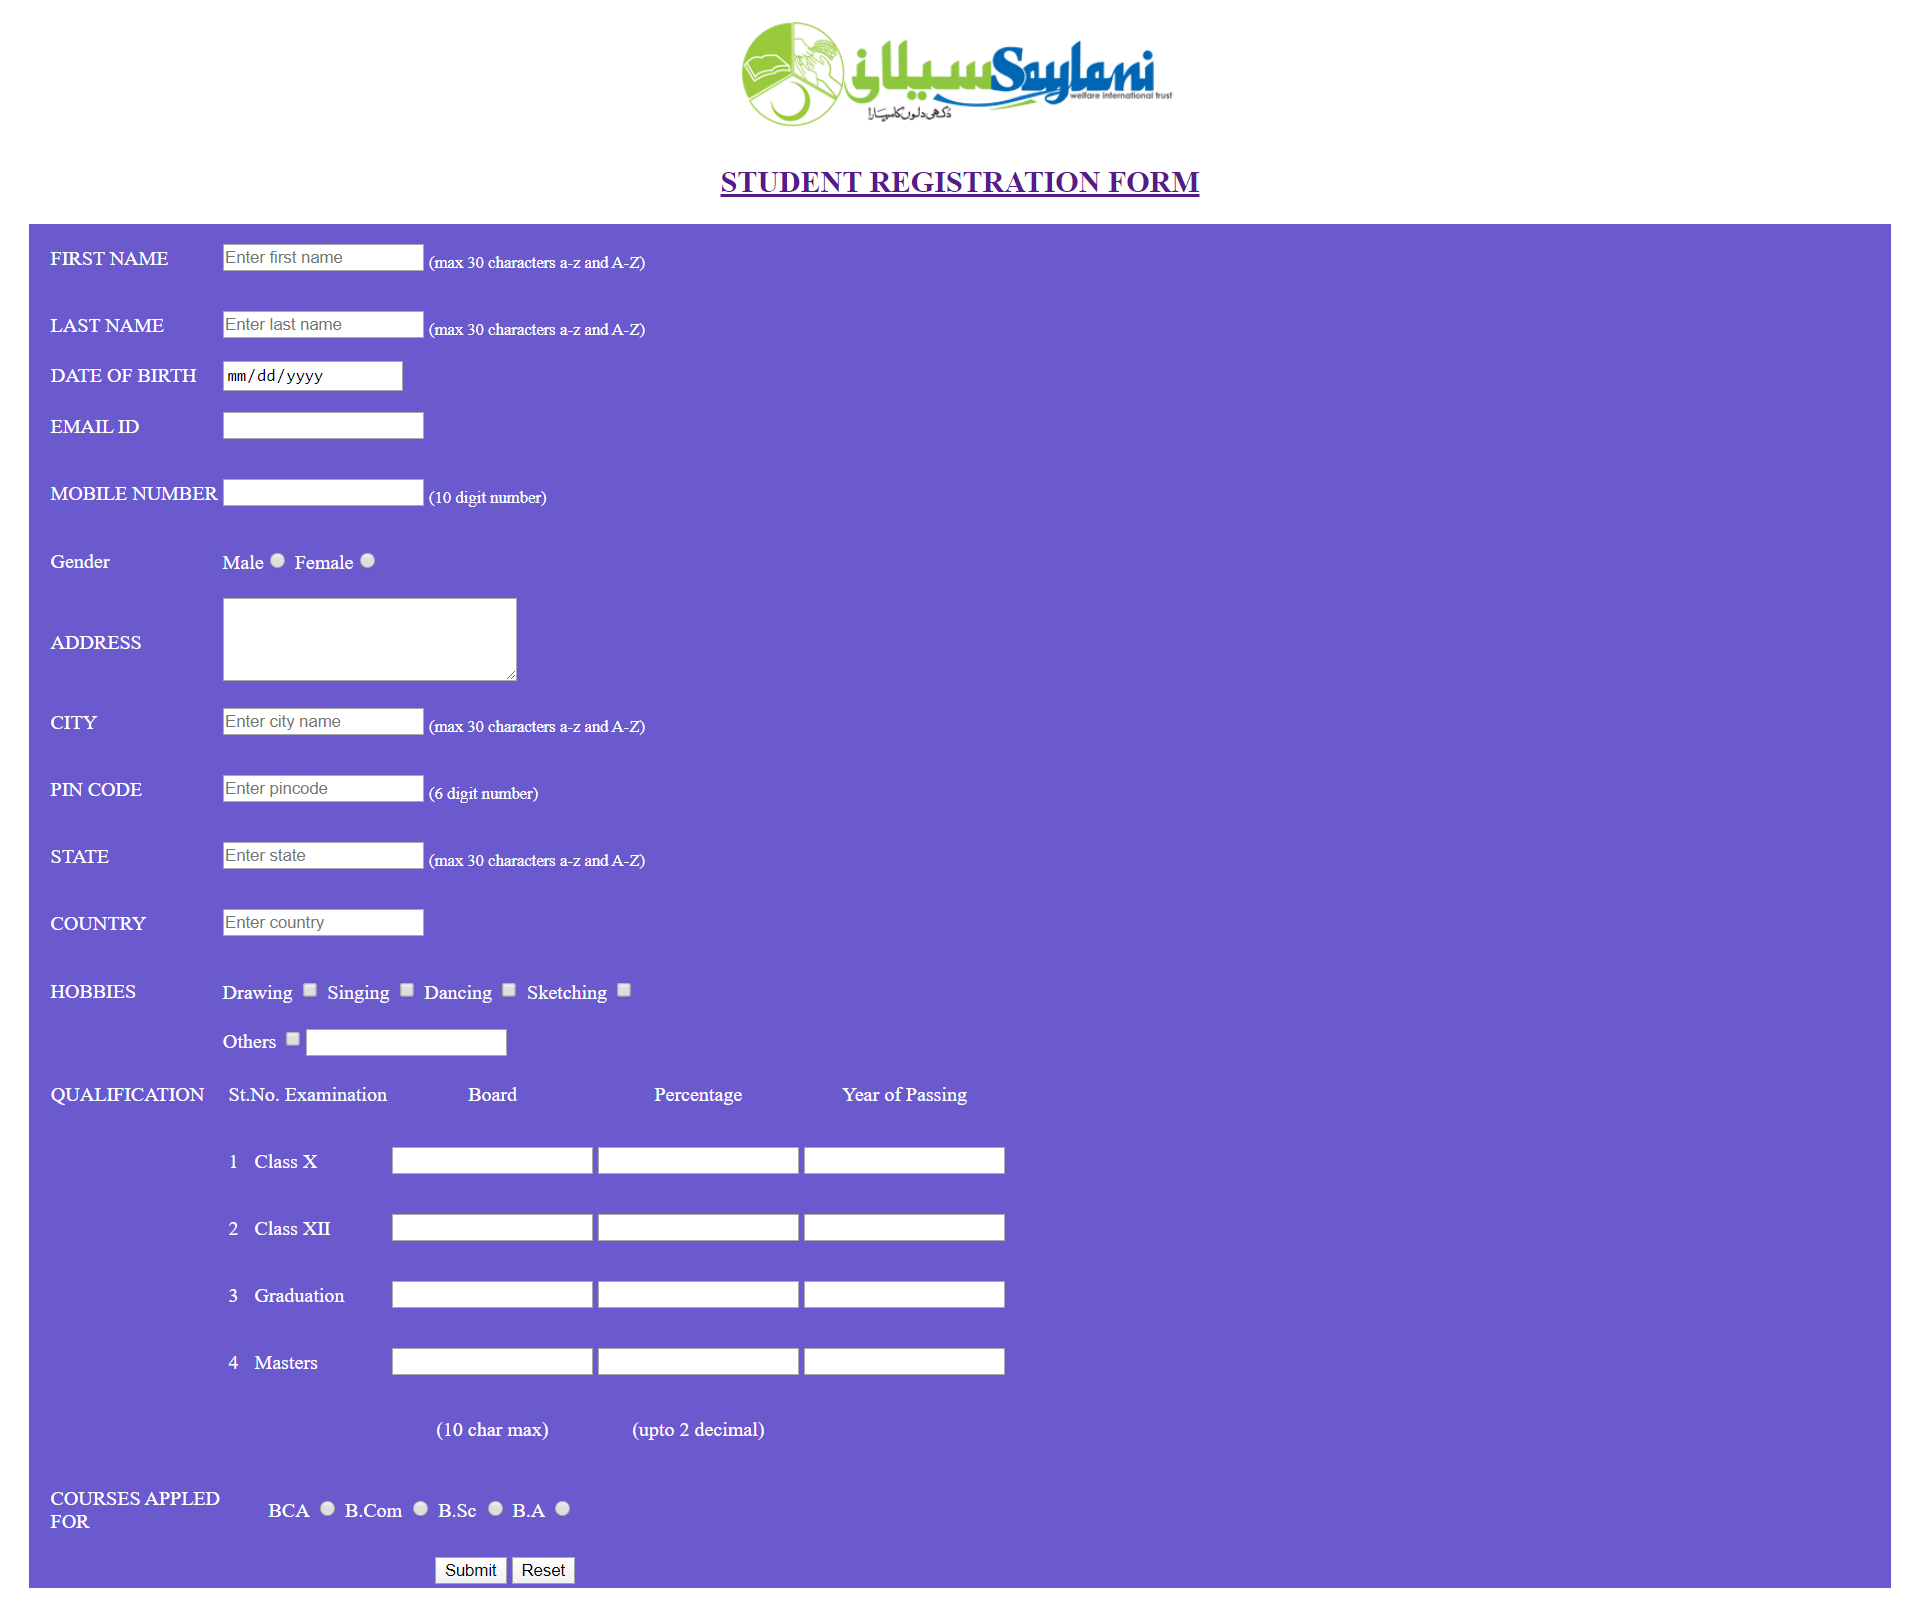 سیلانی Saylani
welfare international trust
دُکھی دلوں کا سہارا
STUDENT REGISTRATION FORM
FIRST NAME Enter first name (max 30 characters a-z and A-Z)
LAST NAME Enter last name (max 30 characters a-z and A-Z)
DATE OF BIRTH mm/dd/yyyy
EMAIL ID
MOBILE NUMBER (10 digit number)
Gender Male Female
ADDRESS
CITY Enter city name (max 30 characters a-z and A-Z)
PIN CODE Enter pincode (6 digit number)
STATE Enter state (max 30 characters a-z and A-Z)
COUNTRY Enter country
HOBBIES Drawing Singing Dancing Sketching
Others
QUALIFICATION St.No. Examination Board Percentage Year of Passing
1 Class X
2 Class XII
3 Graduation
4 Masters
(10 char max) (upto 2 decimal)
COURSES APPLED
FOR
BCA B.Com B.Sc B.A
Submit Reset